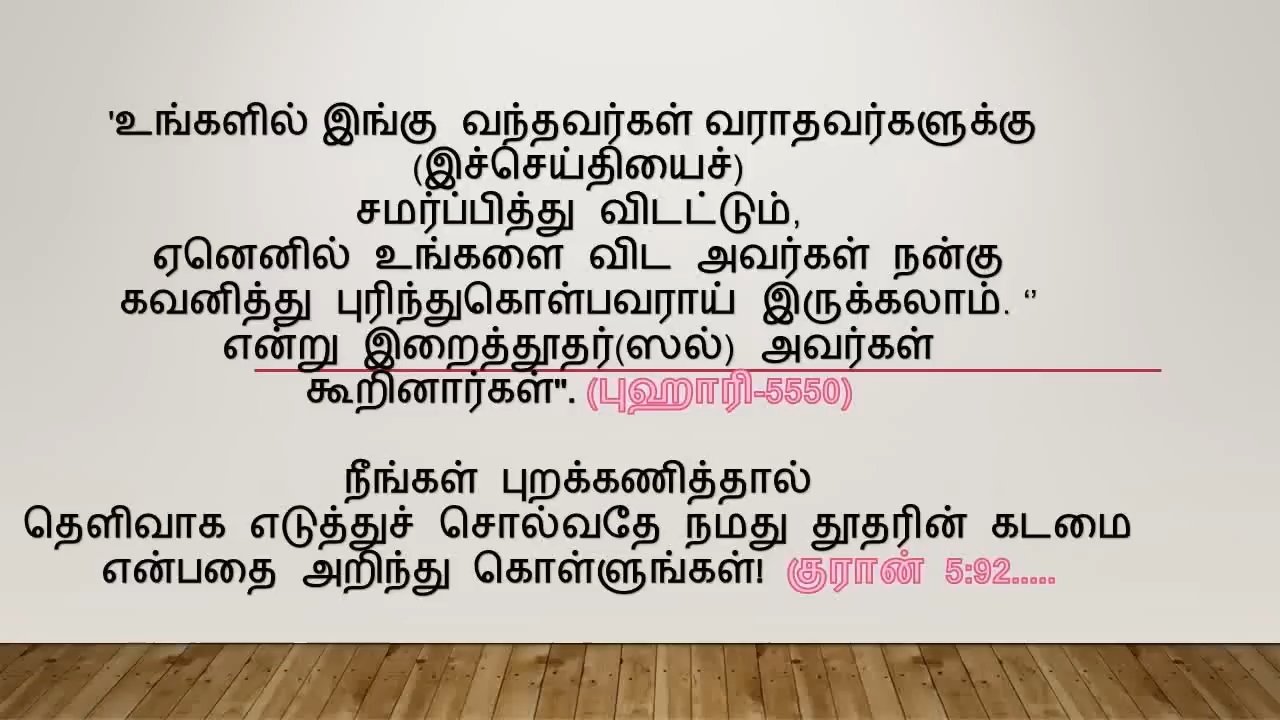 'உங்களில் இங்கு வந்தவர்கள் வராதவர்களுக்கு
(இச்செய்தியைச்)
சமர்ப்பித்து விடட்டும்,
ஏனெனில் உங்களை விட அவர்கள் நன்கு
கவனித்து புரிந்துகொள்பவராய் இருக்கலாம். ‘’
என்று இறைத்தூதர்(ஸல்) அவர்கள்
கூறினார்கள்". (புஹாரி-5550)
நீங்கள் புறக்கணித்தால்
தெளிவாக எடுத்துச் சொல்வதே நமது தூதரின் கடமை
என்பதை அறிந்து கொள்ளுங்கள்! குரான் 5:92.....